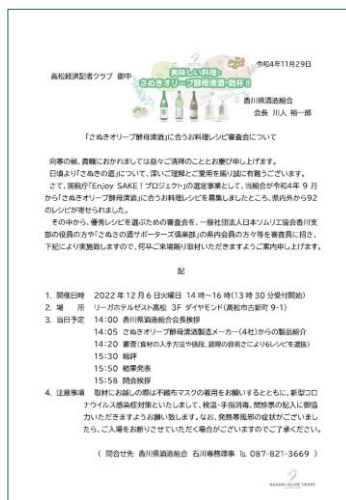 令和4年11月29日
高松経済記者クラブ 御中
美味しい料理で
さぬきオリーブ酵母清酒・乾杯!!
香川県酒造組合
会長 川人 裕一郎
「さぬきオリーブ酵母清酒」に合うお料理レシピ審査会について
向寒の候、貴職におかれましては益々ご清祥のこととお慶び申し上げます。
日頃より「さぬきの酒」について、深いご理解とご愛用を賜り誠に有難うございます。
さて、国税庁「Enjoy SAKE!プロジェクト」の選定事業として、当組合が令和4年 9月
から「さぬきオリーブ酵母清酒」に合うお料理レシピを募集しましたところ、県内外から92
のレシピが寄せられました。
その中から、優秀レシピを選ぶための審査会を、一般社団法人日本ソムリエ協会香川支
部の役員の方や「さぬきの酒サポーターズ倶楽部」の県内会員の方々等を審査員に招き、
下記により実施致しますので、何卒ご来場賜り取材いただきますようご案内申し上げます。
記
1. 開催日時 2022年12月6日火曜日 14時~16時(13時30分受付開始)
2. 場 所 リーガホテルゼスト高松 3F ダイヤモンド(高松市古新町 9-1)
3. 当日予定 14:00 香川県酒造組合会長挨拶
14:05 さぬきオリーブ酵母清酒製造メーカー(4社)からの製品紹介
14:20 審査(食材の入手方法や値段、調理の容易さにより6レシピを選抜)
15:30 総評
15:50 結果発表
15:58 閉会挨拶
4. 注意事項 取材にお越しの際は不織布マスクの着用をお願いするとともに、新型コロ
ナウイルス感染症対策といたしまして、検温・手指消毒、問診票の記入に御協
力いただきますようお願い致します。なお、発熱等風邪の症状がございまし
たら、ご入場をお断りさせていただく場合がございますのでご了承ください。
( 問合せ先 香川県酒造組合 石川専務理事 ℡ 087-821-3669 )
SANUKI OLIVE YEAST